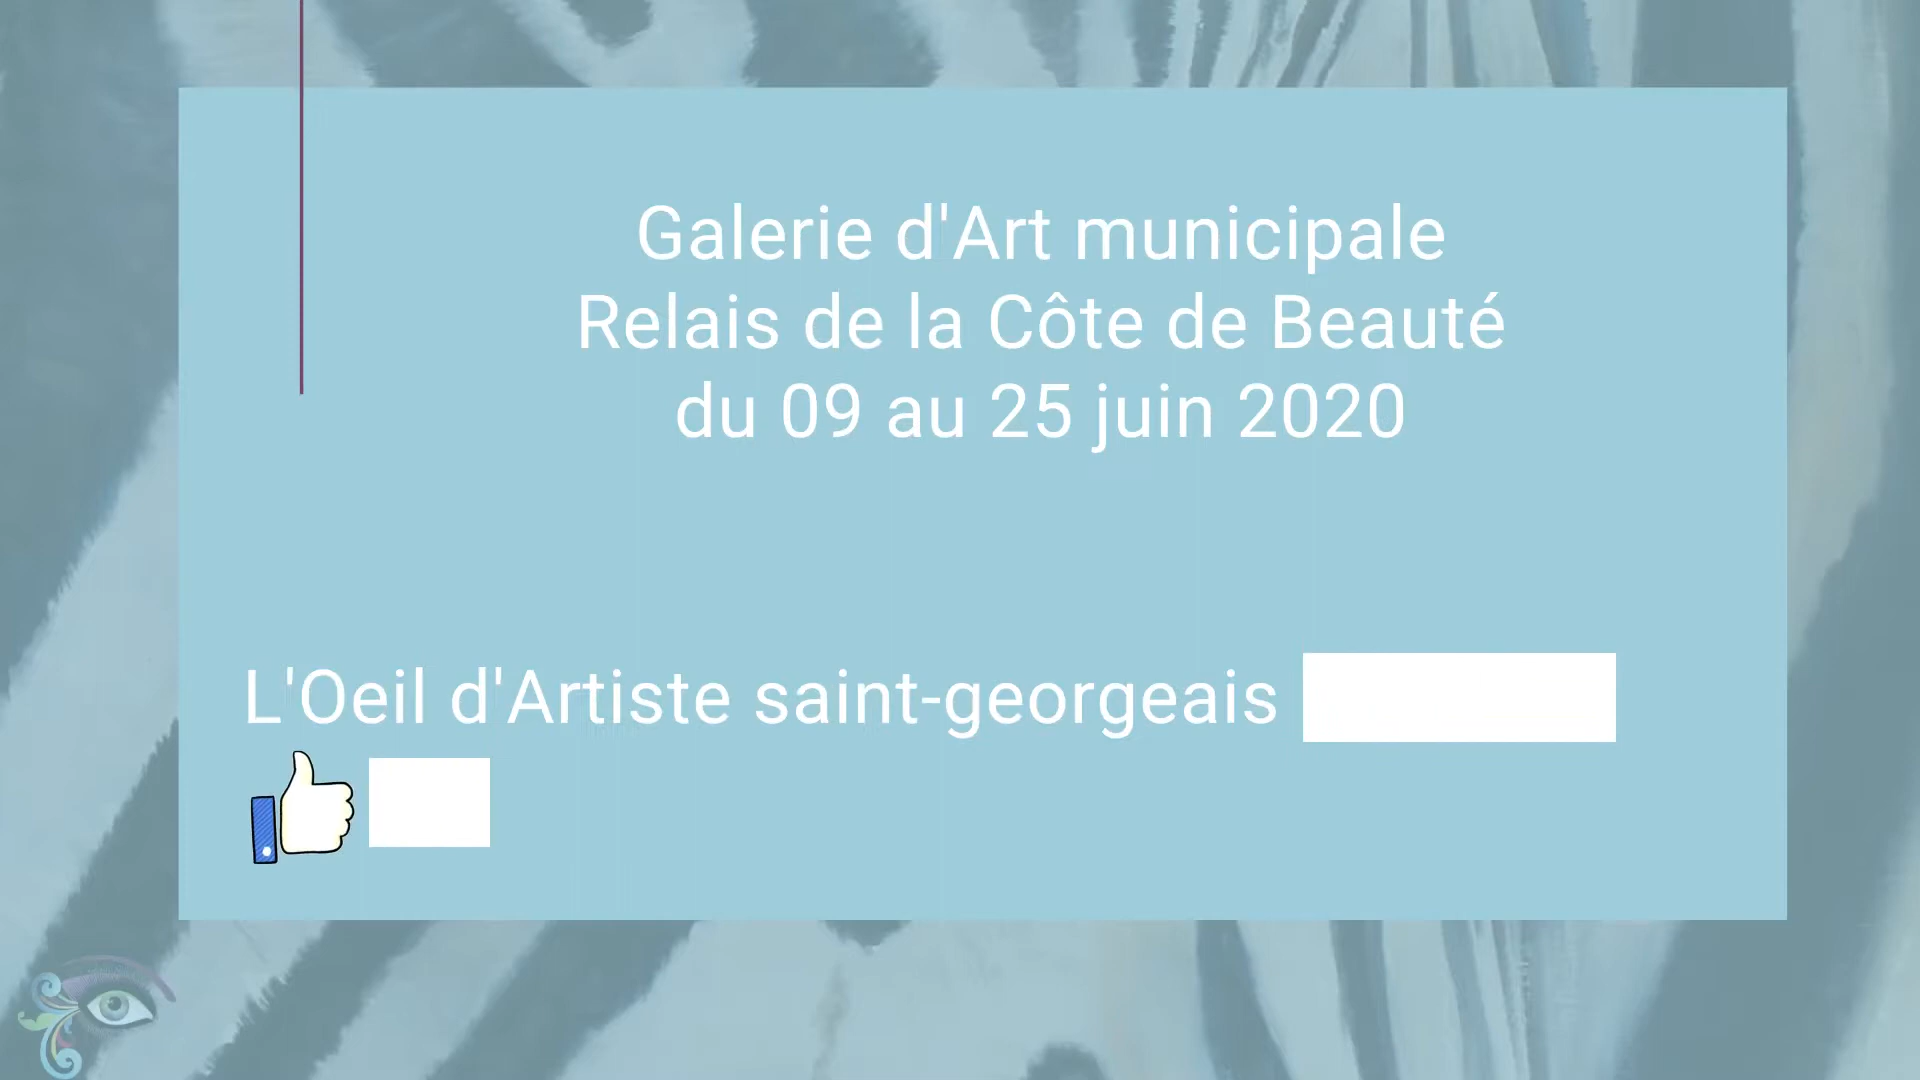 Galerie d'Art municipale
Relais de la Côte de Beauté
du 09 au 25 juin 2020
L'Oeil d'Artiste saint-georgeais